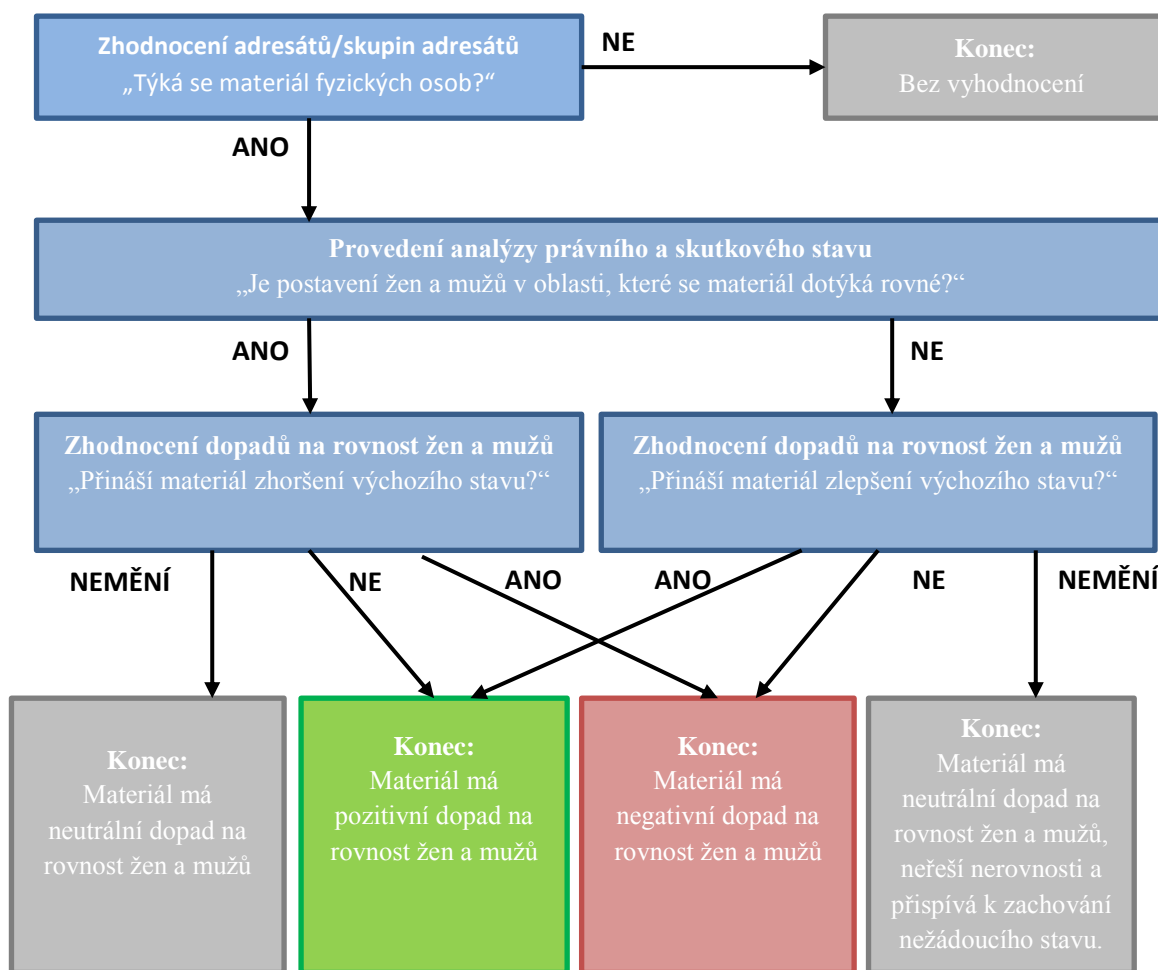 Zhodnocení adresátů/skupin adresátů
„Týká se materiál fyzických osob?“
NE
Konec:
Bez vyhodnocení
ANO
Provedení analýzy právního a skutkového stavu
„Je postavení žen a mužů v oblasti, které se materiál dotýká rovné?“
ANO
NE
Zhodnocení dopadů na rovnost žen a mužů
„Přináší materiál zhoršení výchozího stavu?“
Zhodnocení dopadů na rovnost žen a mužů
„Přináší materiál zlepšení výchozího stavu?“
NEMĚNÍ
NE
ANO
ANO
NE
NEMĚNÍ
Konec:
Materiál má
neutrální dopad na
rovnost žen a mužů
Konec:
Materiál má
pozitivní dopad na
rovnost žen a mužů
Konec:
Materiál má
negativní dopad na
rovnost žen a mužů
Konec:
Materiál má
neutrální dopad na
rovnost žen a mužů,
neřeší nerovnosti a
přispívá k zachování
nežádoucího stavu.